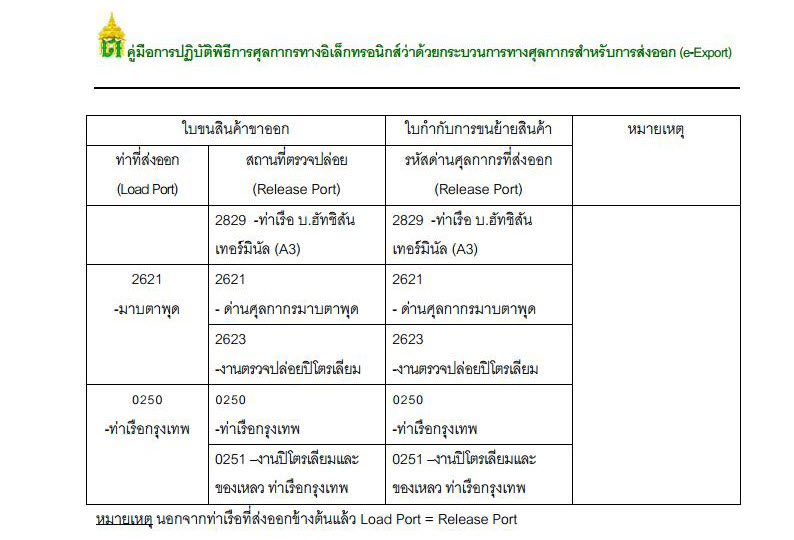 คู่มือการปฏิบัติพิธีการศุลกากรทางอิเล็กทรอนิกส์ว่าด้วยกระบวนการทางศุลกากรสำหรับการส่งออก (e-Export)
ใบขนสินค้าขาออก ใบกำกับการขนย้ายสินค้า หมายเหตุ
ท่าที่ส่งออก สถานที่ตรวจปล่อย รหัสด่านศุลกากรที่ส่งออก
(Load Port) (Release Port) (Release Port)
2829 -ท่าเรือ บ.ฮัทชิสัน 2829 -ท่าเรือ บ.ฮัทชิสัน
เทอร์มินัล (A3) เทอร์มินัล (A3)
2621 2621 2621
-มาบตาพุด - ด่านศุลกากรมาบตาพุด - ด่านศุลกากรมาบตาพุด
2623 2623
-งานตรวจปล่อยปิโตรเลียม -งานตรวจปล่อยปิโตรเลียม
0250 0250 0250
-ท่าเรือกรุงเทพ -ท่าเรือกรุงเทพ -ท่าเรือกรุงเทพ
0251 –งานปิโตรเลียมและ 0251 –งานปิโตรเลียมและ
ของเหลว ท่าเรือกรุงเทพ ของเหลว ท่าเรือกรุงเทพ
หมายเหตุ นอกจากท่าเรือที่ส่งออกข้างต้นแล้ว Load Port = Release Port